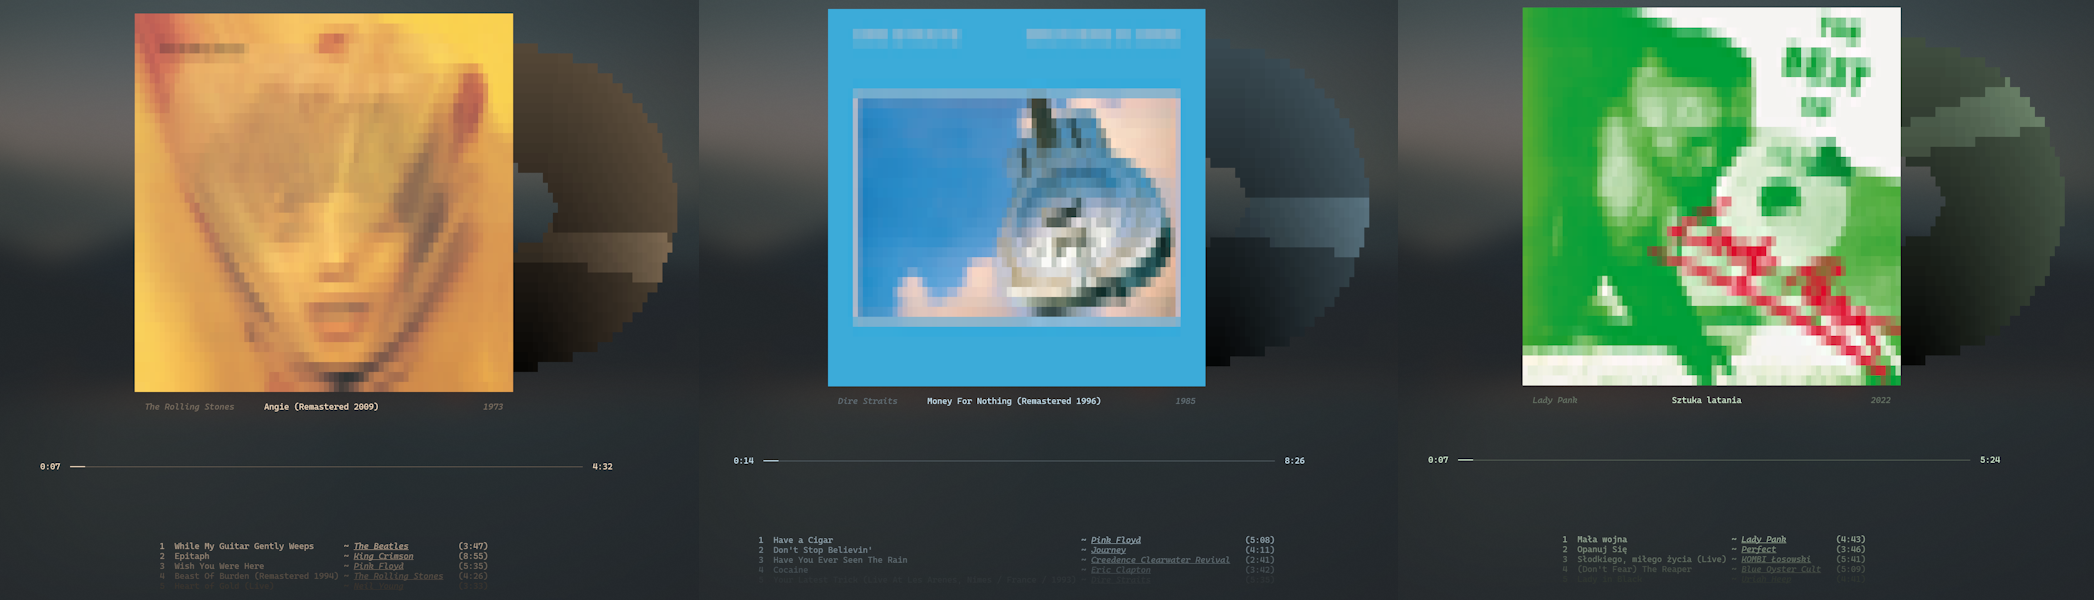 The Rolling Stones Angie (Remastered 2009) 1973
0:07 4:32
1 While My Guitar Gently Weeps ~ The Beatles (3:47)
2 Epitaph ~ King Crimson (8:55)
3 Wish You Were Here ~ Pink Floyd (5:35)
4 Beast Of Burden (Remastered 1994) ~ The Rolling Stones (4:26)
Dire Straits Money For Nothing (Remastered 1996) 1985
0:14 8:26
1 Have a Cigar ~ Pink Floyd (5:08)
2 Don't Stop Believin' ~ Journey (4:11)
3 Have You Ever Seen The Rain ~ Creedence Clearwater Revival (2:41)
4 Cocaine ~ Eric Clapton (3:42)
Lady Pank Sztuka latania 2022
0:07 5:24
1 Mała wojna ~ Lady Pank (4:43)
2 Opanuj Się ~ Perfect (3:46)
3 Słodkiego, miłego życia (Live) ~ KOMBI Łosowski (5:41)
4 (Don't Fear) The Reaper ~ Blue Öyster Cult (5:09)